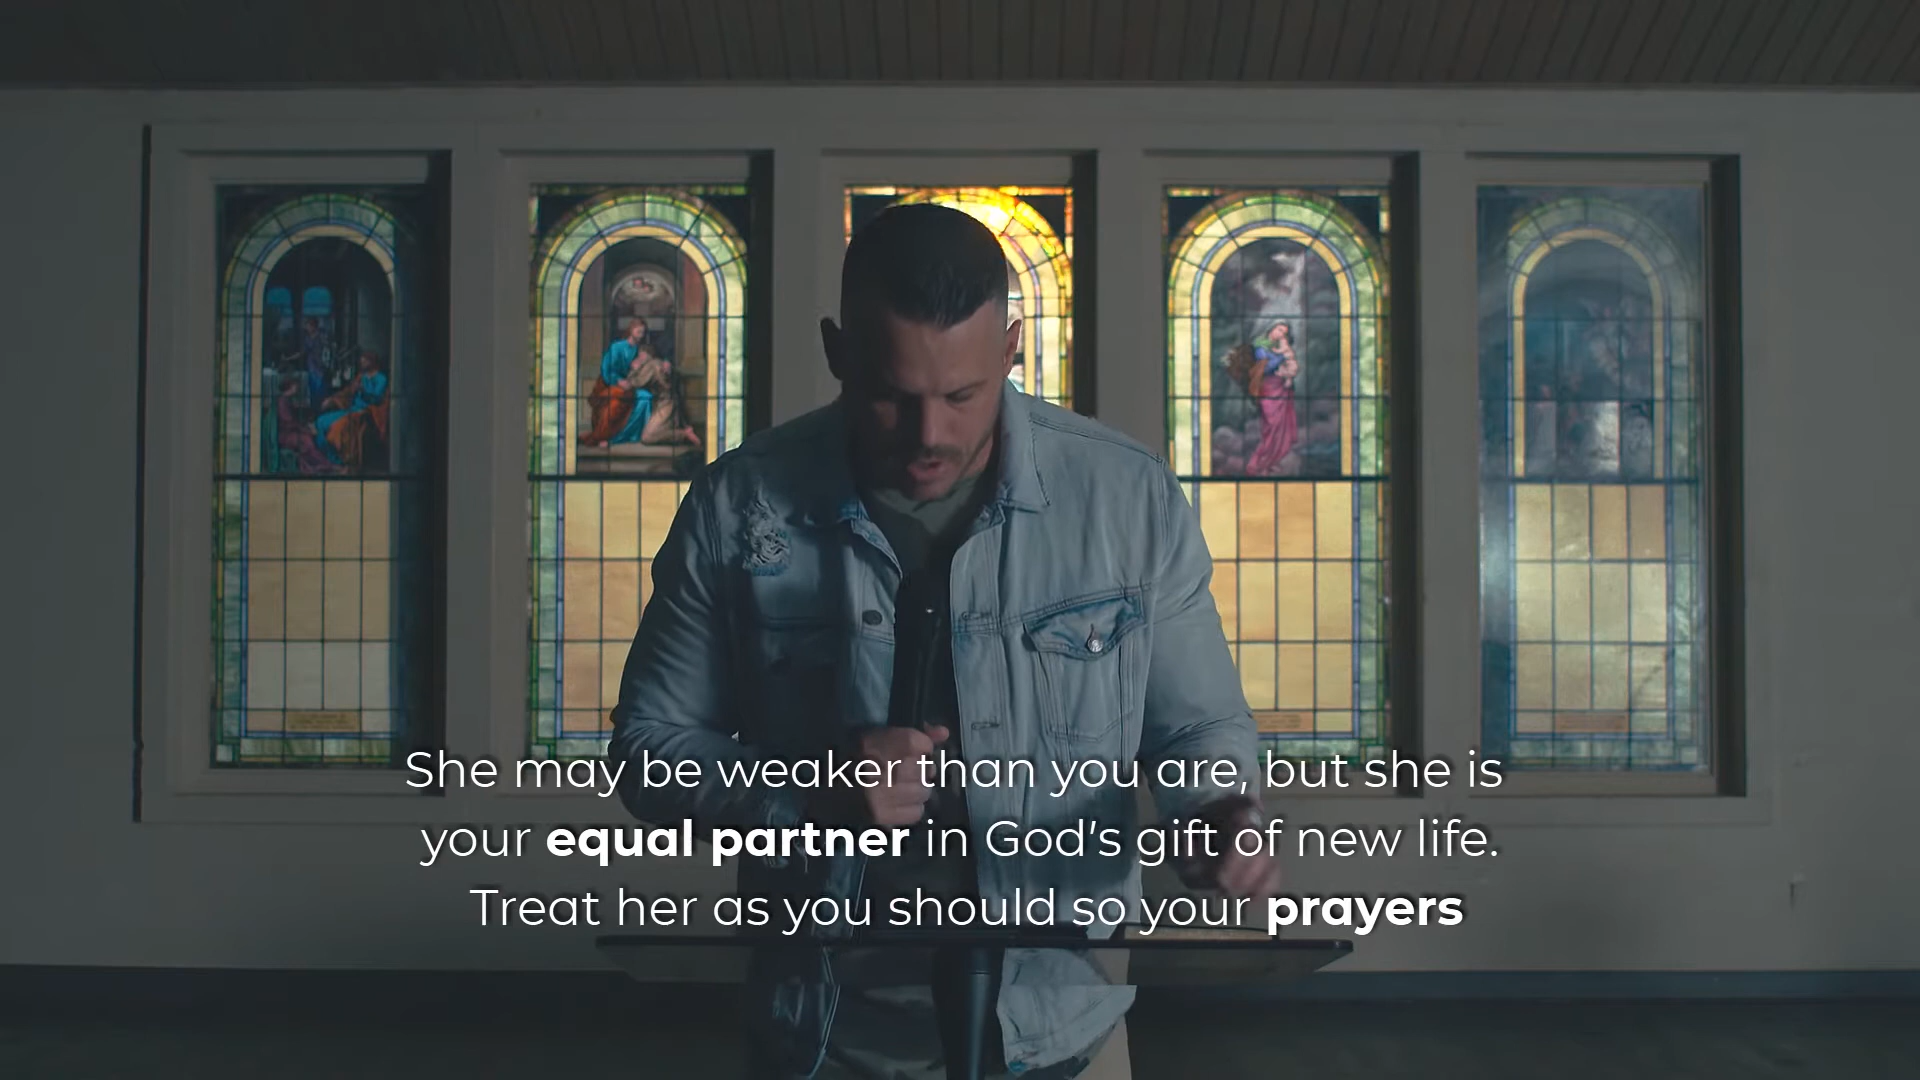 She may be weaker than you are, but she is
your equal partner in God's gift of new life.
Treat her as you should so your prayers